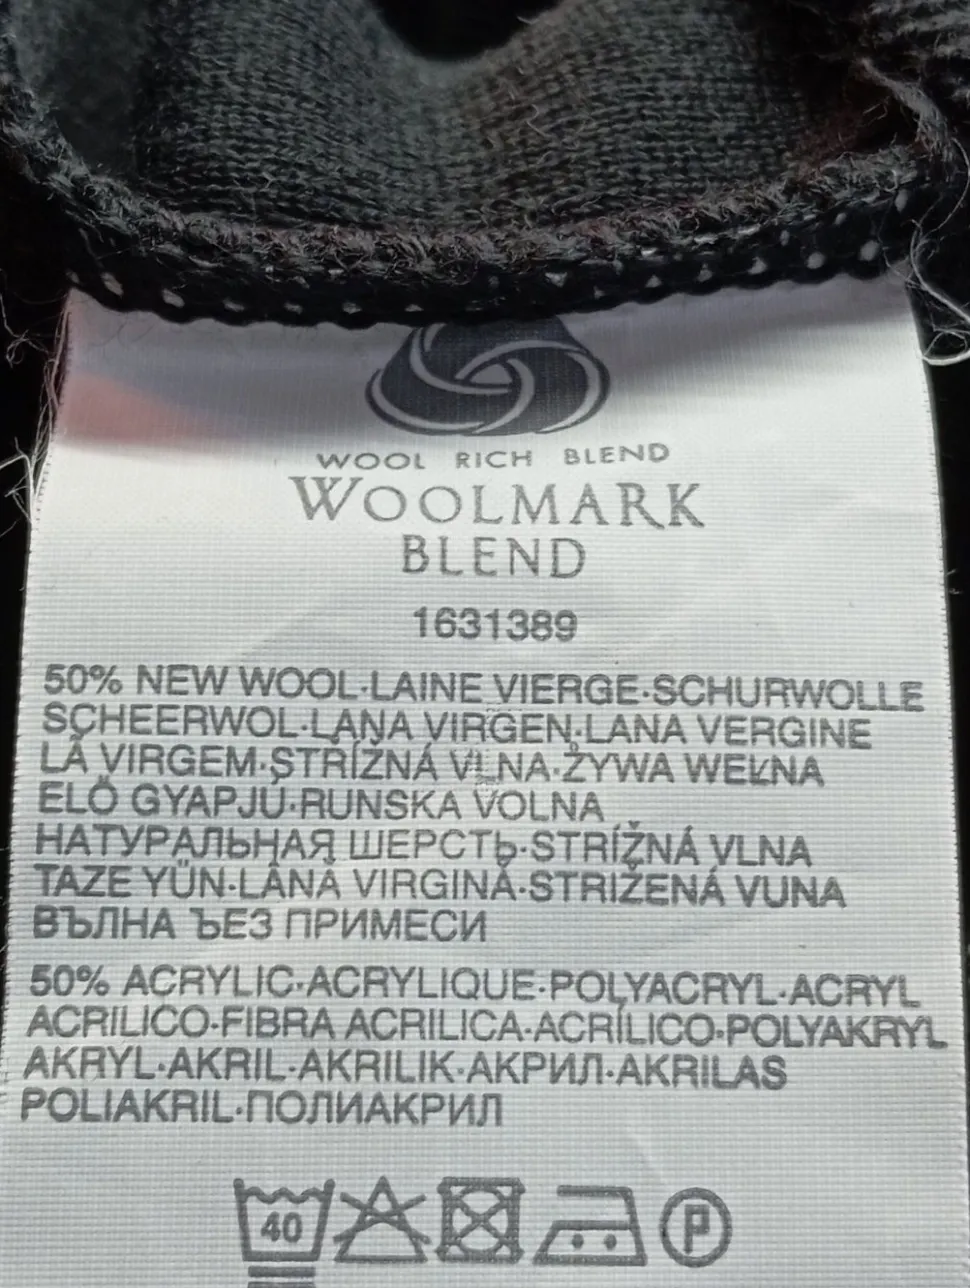 WOOL RICH BLEND
WOOLMARK
BLEND
1631389
50% NEW WOOL·LAINE VIERGE·SCHURWOLLE
SCHEERWOL·LANA VIRGEN·LANA VERGINE
LÃ VIRGEM·STRÍŽNÁ VLNA·ŻYWA WEŁNA
ÉLŐ GYAPJÚ·RUNSKA VOLNA
НАТУРАЛЬНАЯ ШЕРСТЬ·STRÍŽNÁ VLNA
TAZE YÜN·LÂNĂ VIRGINĂ·STRIŽENÁ VUNA
ВЪЛНА ЪЕЗ ПРИМЕСИ
50% ACRYLIC·ACRYLIQUE·POLYACRYL·ACRYL
ACRILICO·FIBRA ACRILICA·ACRÍLICO·POLYAKRYL
AKRYL·AKRIL·AKRILIK·АКРИЛ·AKRILAS
POLIAKRIL·ПОЛИАКРИЛ
40 P